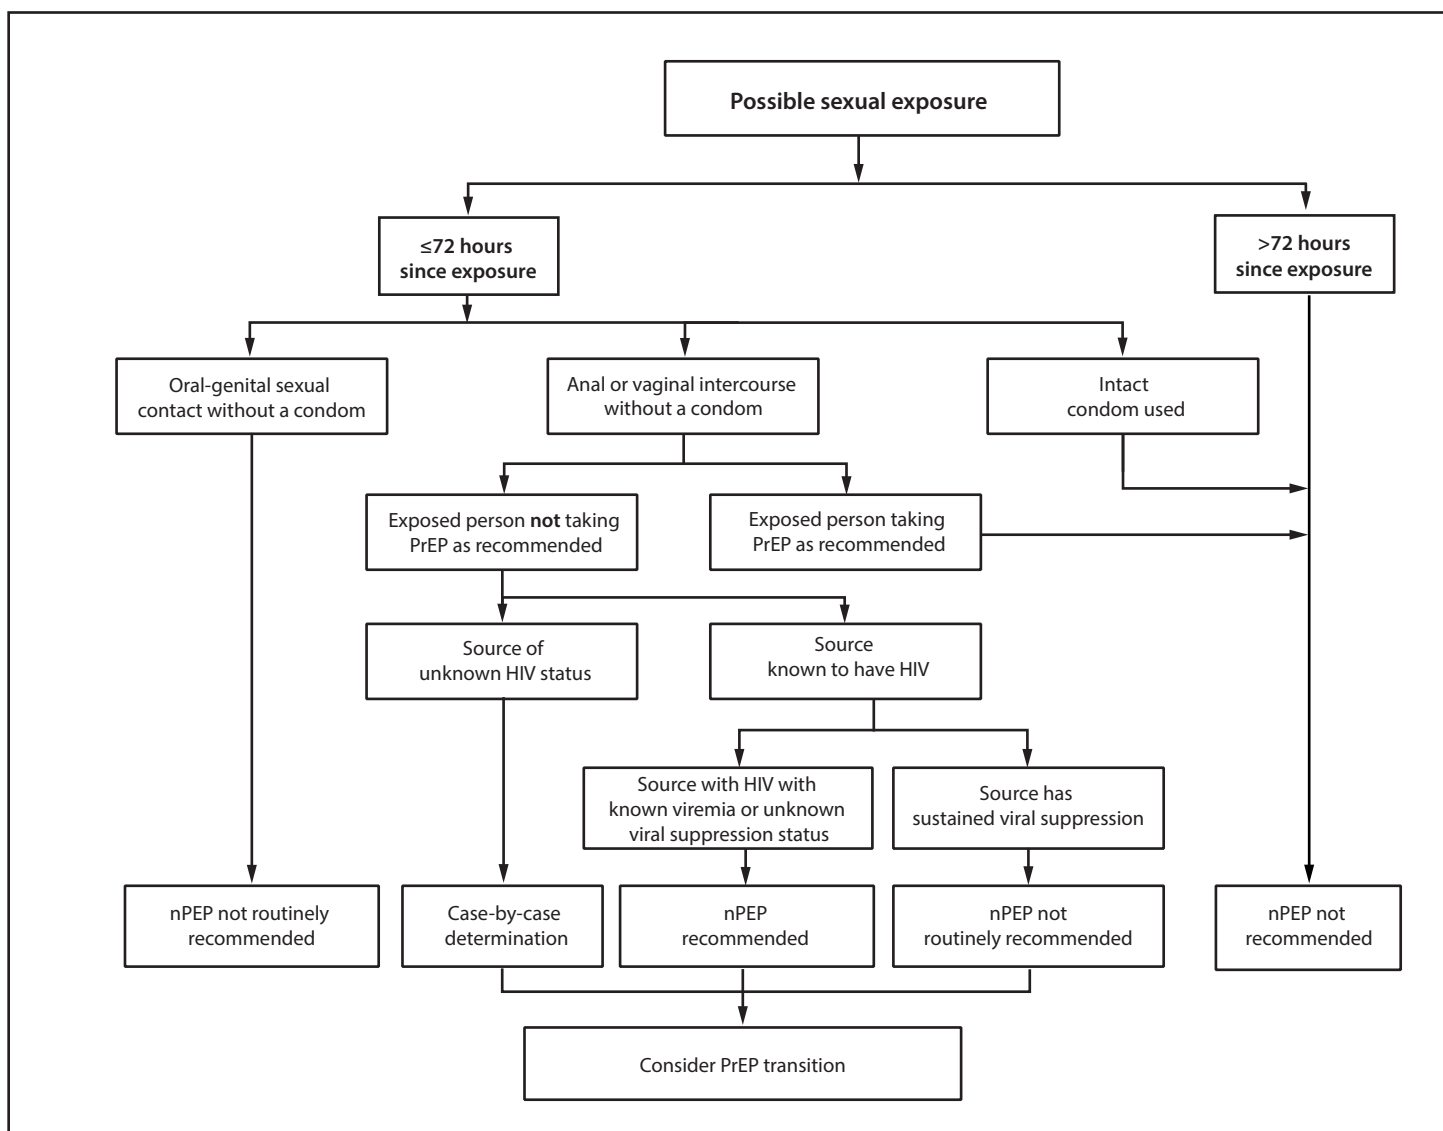 Possible sexual exposure
≤72 hours
since exposure
>72 hours
since exposure
Oral-genital sexual
contact without a condom
Anal or vaginal intercourse
without a condom
Intact
condom used
Exposed person not taking
PrEP as recommended
Exposed person taking
PrEP as recommended
Source of
unknown HIV status
Source
known to have HIV
Source with HIV with
known viremia or unknown
viral suppression status
Source has
sustained viral suppression
nPEP not routinely
recommended
Case-by-case
determination
nPEP
recommended
nPEP not
routinely recommended
nPEP not
recommended
Consider PrEP transition